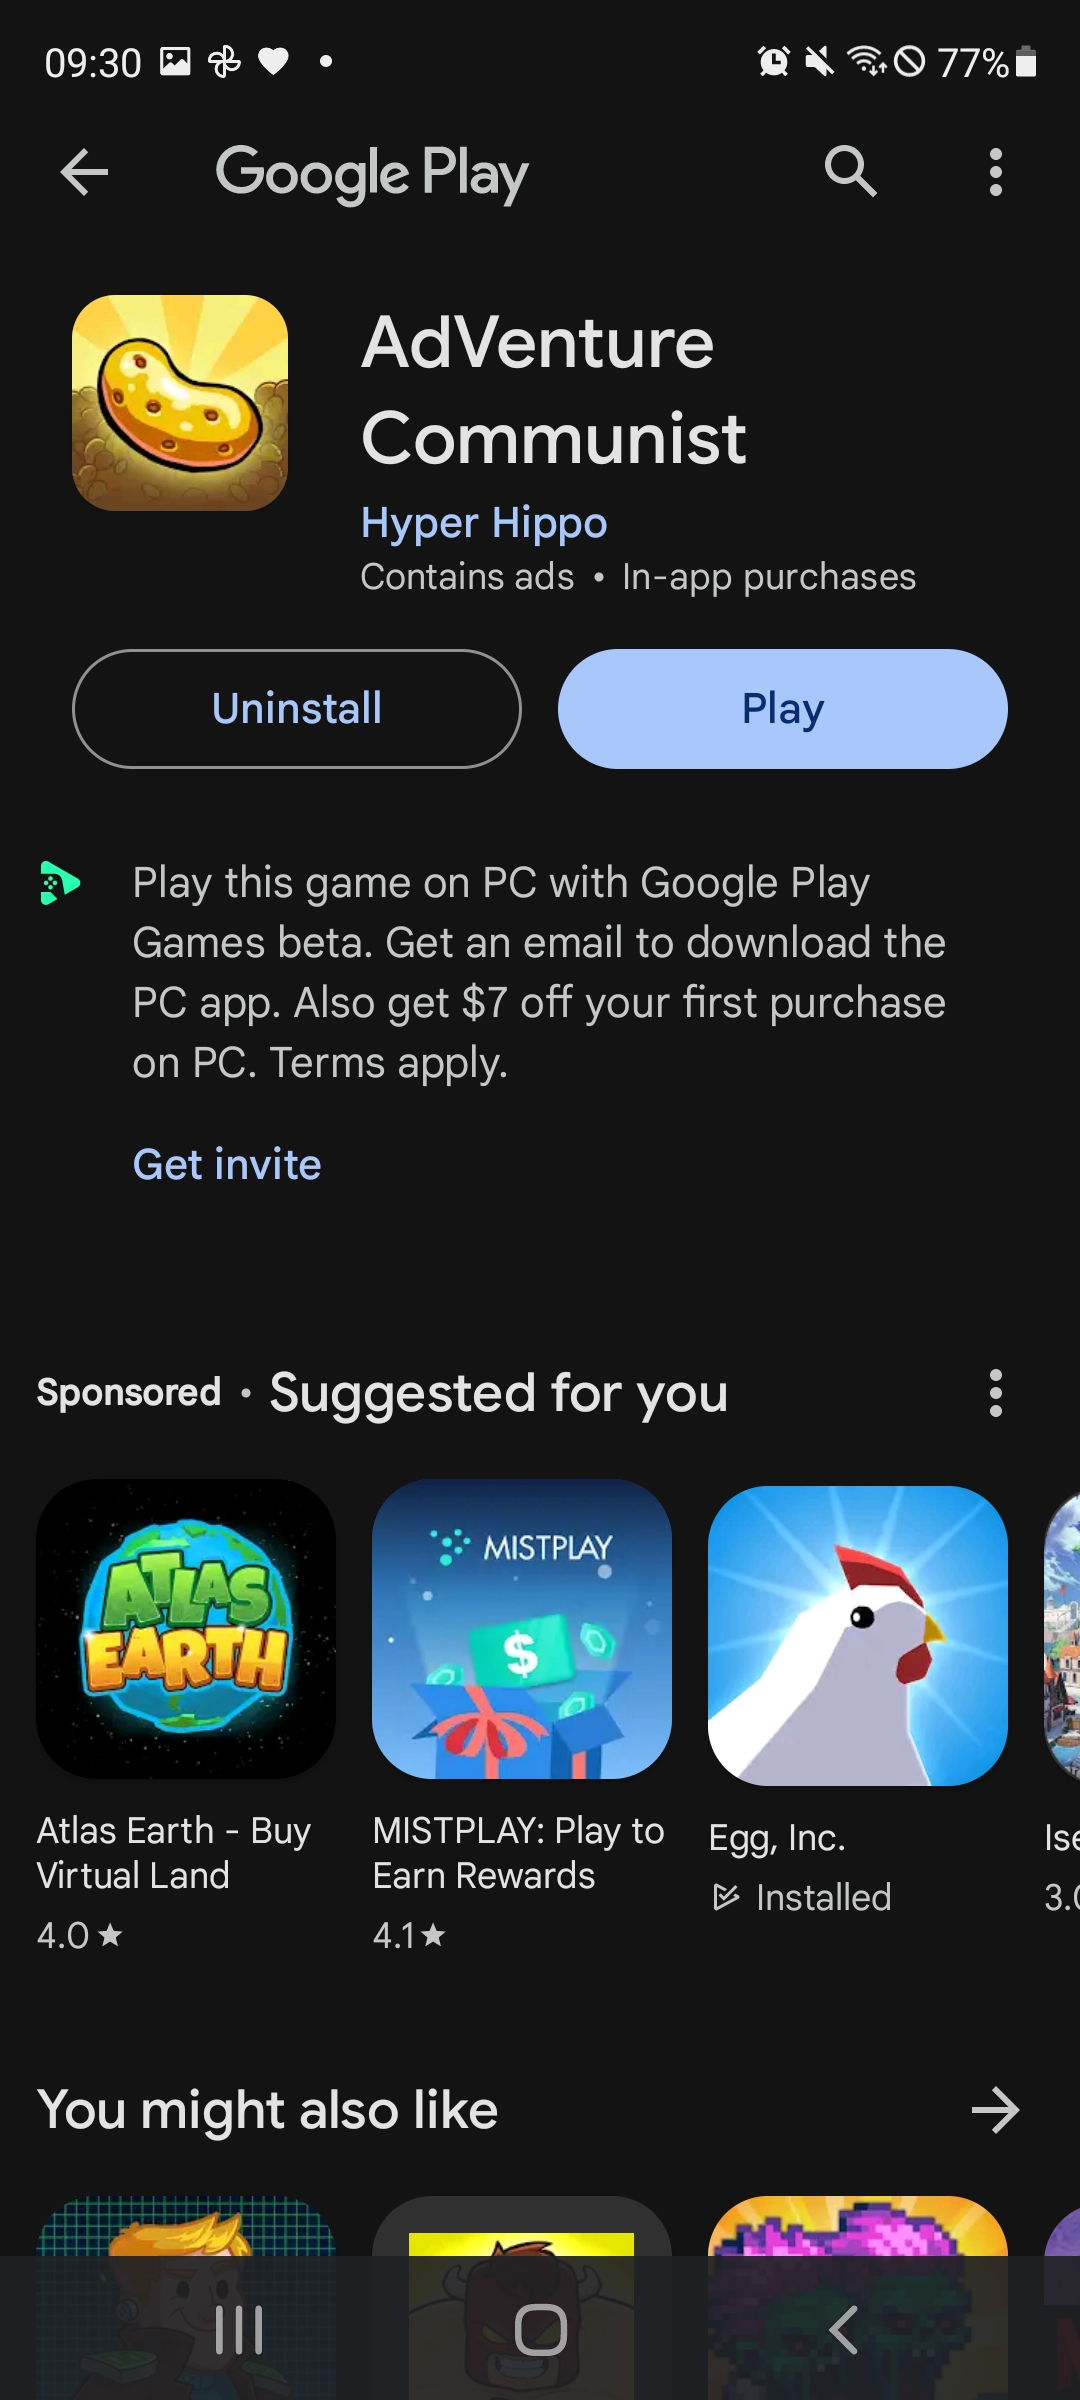 09:30
77%
Google Play
AdVenture
Communist
Hyper Hippo
Contains ads • In-app purchases
Uninstall
Play
Play this game on PC with Google Play
Games beta. Get an email to download the
PC app. Also get $7 off your first purchase
on PC. Terms apply.
Get invite
Sponsored • Suggested for you
ATLAS
EARTH
MISTPLAY
$
Atlas Earth - Buy
Virtual Land
4.0★
MISTPLAY: Play to
Earn Rewards
4.1★
Egg, Inc.
Installed
You might also like